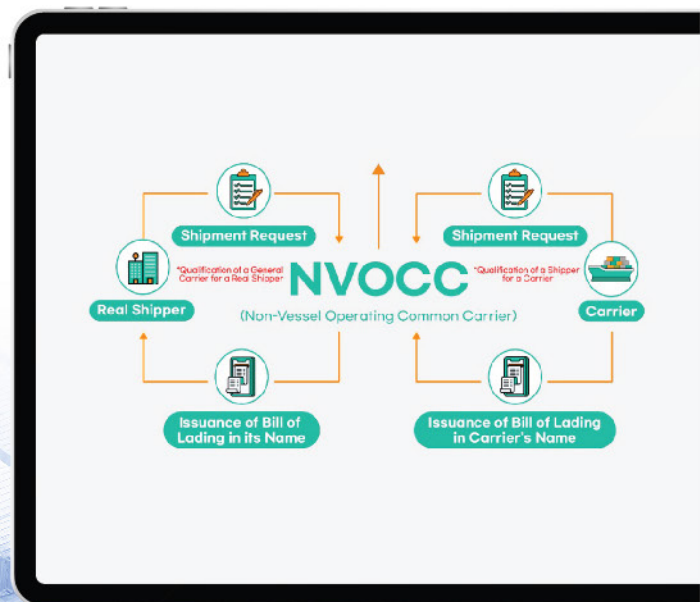 Shipment Request
Shipment Request
*Qualification of a General
Carrier for a Real Shipper
NVOCC
*Qualification of a Shipper
for a Carrier
Real Shipper
(Non-Vessel Operating Common Carrier)
Carrier
Issuance of Bill of
Lading in its Name
Issuance of Bill of Lading
in Carrier's Name